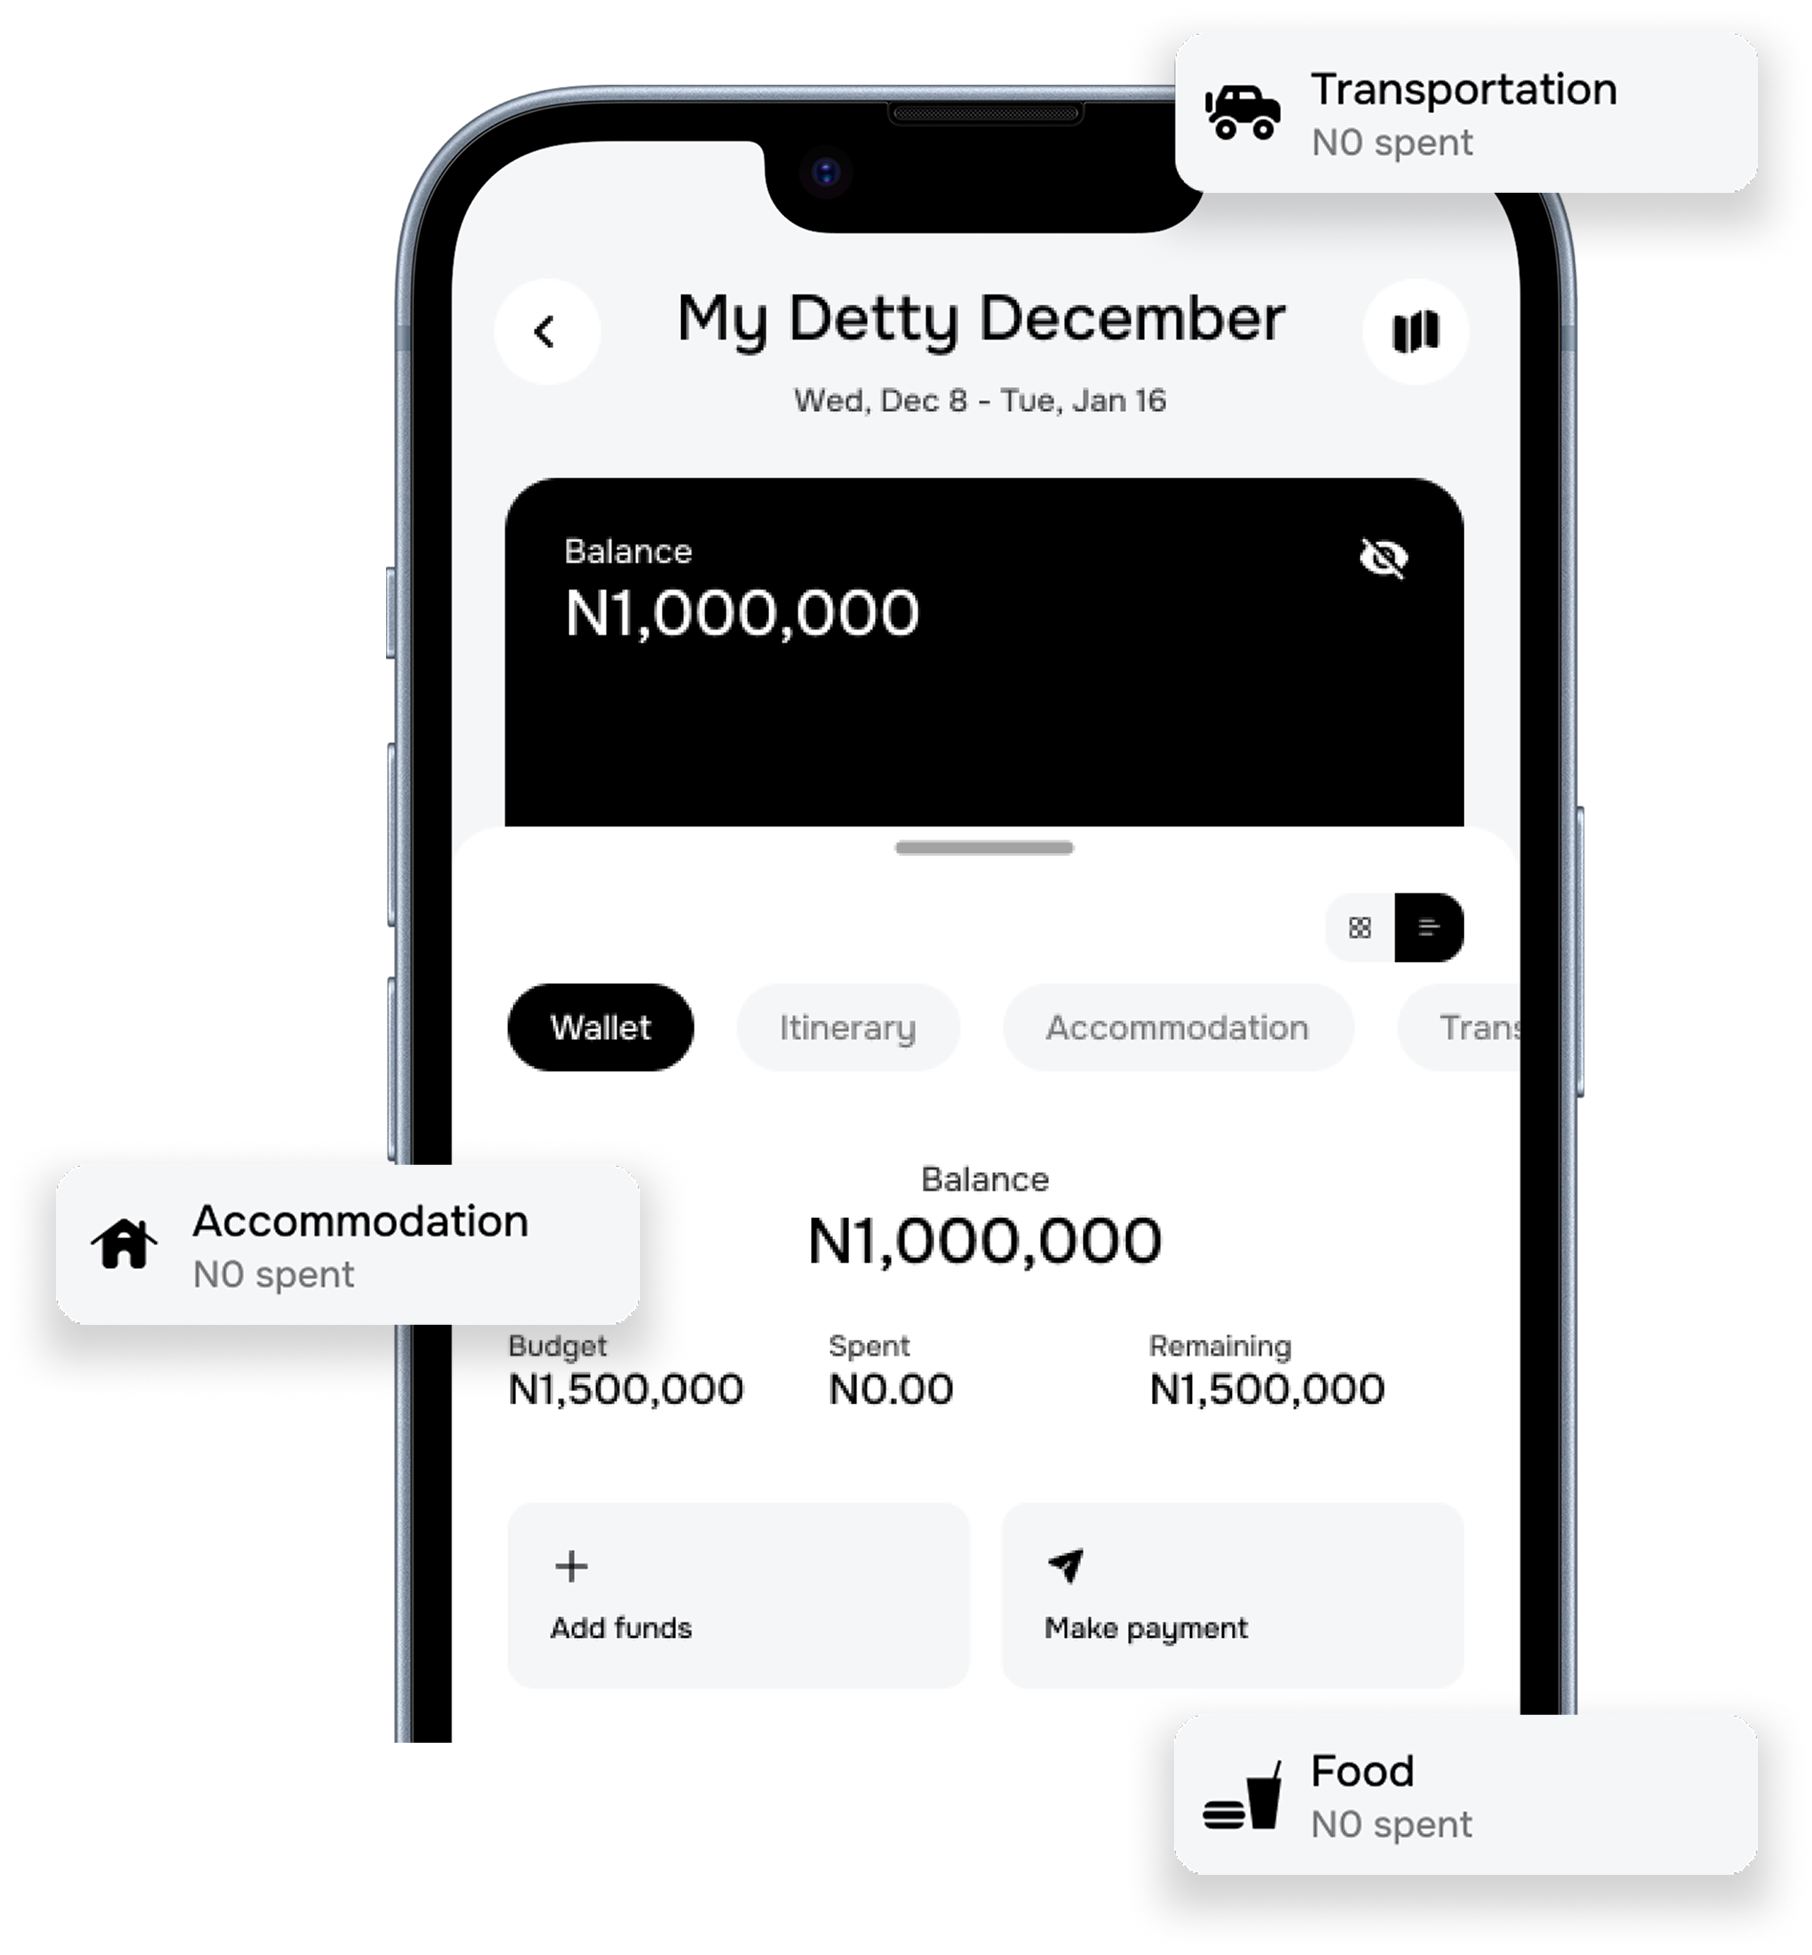 Transportation
N0 spent
My Detty December
Wed, Dec 8 - Tue, Jan 16
Balance
N1,000,000
Wallet
Itinerary
Accommodation
Trans
Balance
N1,000,000
Accommodation
N0 spent
Budget
Spent
Remaining
N1,500,000
N0.00
N1,500,000
Add funds
Make payment
Food
N0 spent